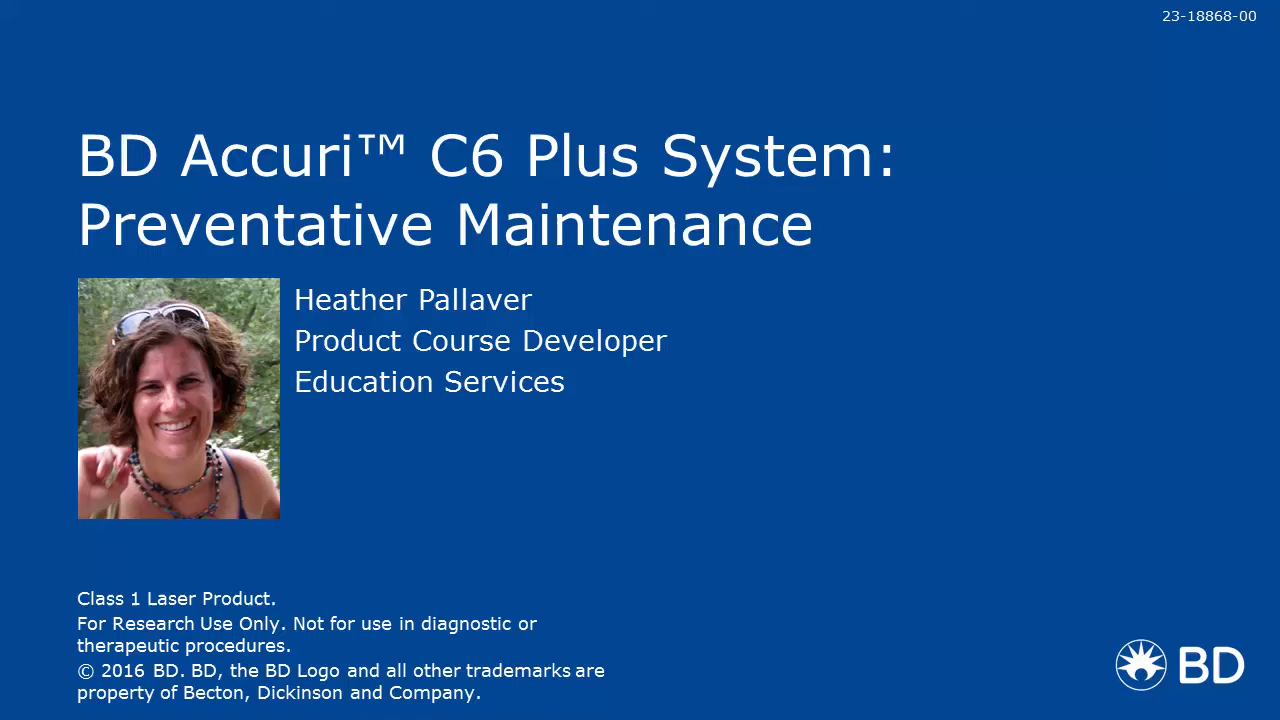 23-18868-00
BD Accuri™ C6 Plus System:
Preventative Maintenance
Heather Pallaver
Product Course Developer
Education Services
Class 1 Laser Product.
For Research Use Only. Not for use in diagnostic or
therapeutic procedures.
© 2016 BD. BD, the BD Logo and all other trademarks are
property of Becton, Dickinson and Company.
BD